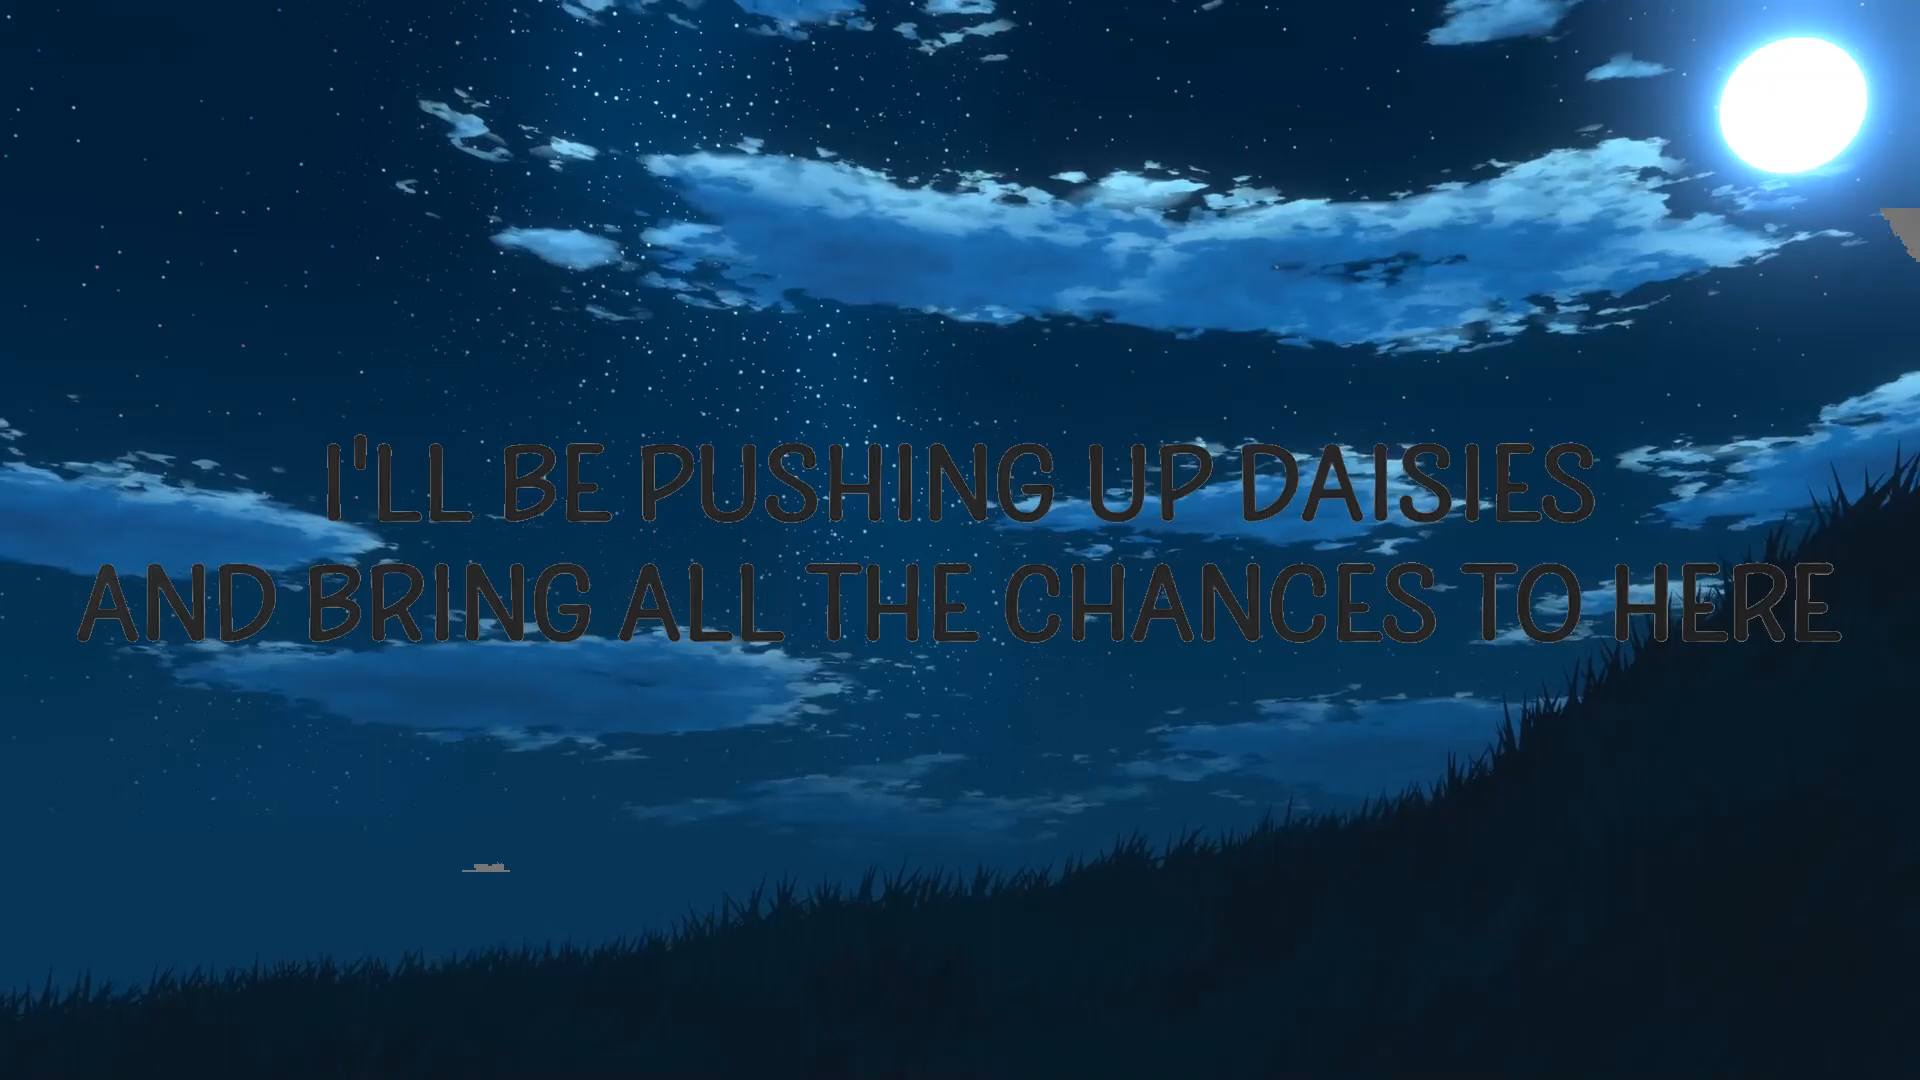 I'LL BE PUSHING UP DAISIES
AND BRING ALL THE CHANCES TO HERE